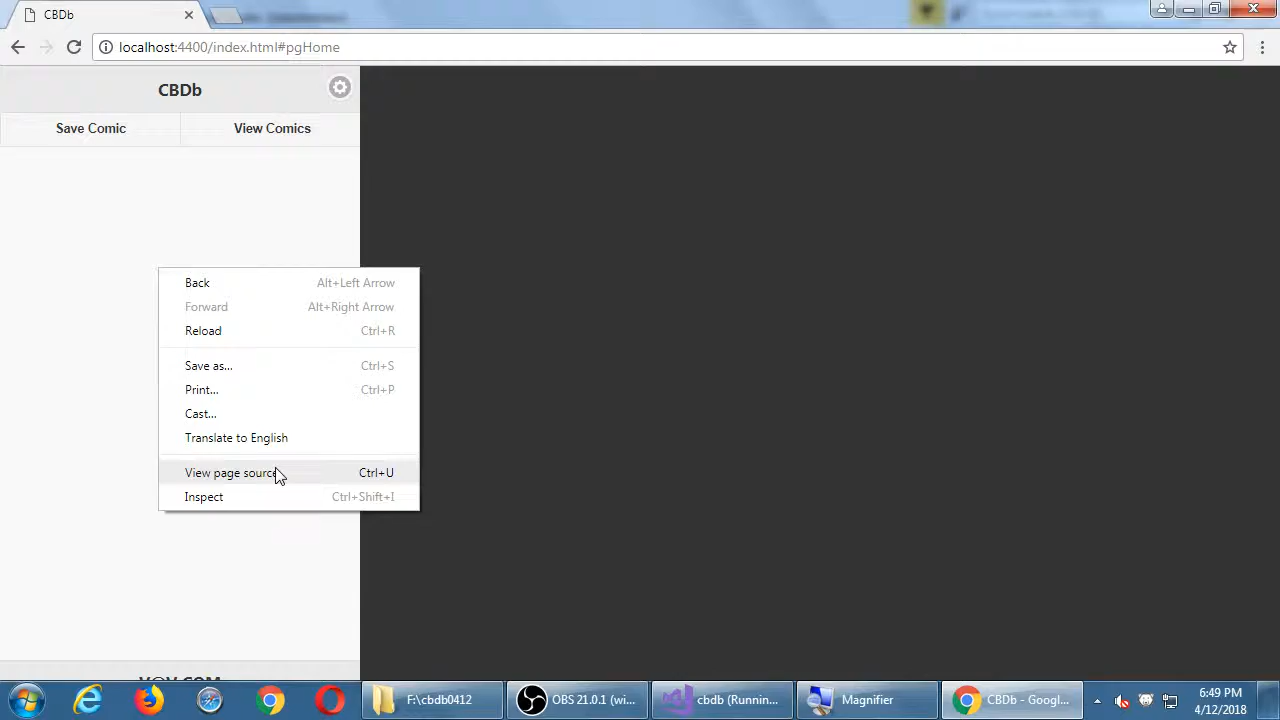 CBDb
localhost:4400/index.html#pgHome
CBDb
Save Comic
View Comics
Back Alt+Left Arrow
Forward Alt+Right Arrow
Reload Ctrl+R
Save as... Ctrl+S
Print... Ctrl+P
Cast...
Translate to English
View page source Ctrl+U
Inspect Ctrl+Shift+I
F:\cbdb0412
OBS 21.0.1 (wi...
cbdb (Runnin...
Magnifier
CBDb - Googl...
6:49 PM
4/12/2018